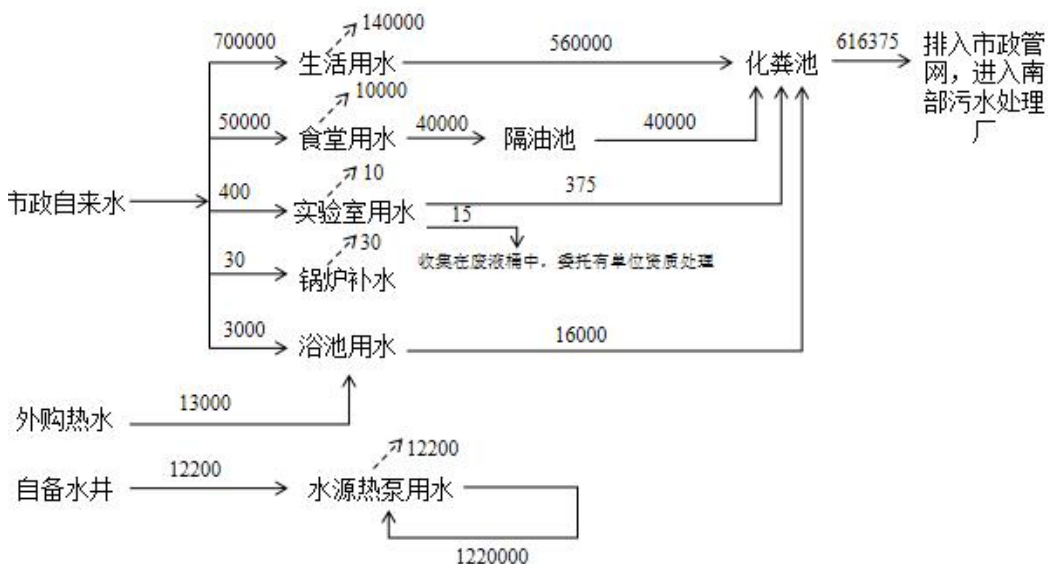 140000
700000
生活用水
560000
化粪池
616375
排入市政管
网，进入南
部污水处理
厂
10000
50000
食堂用水
40000
隔油池
40000
市政自来水
10
400
实验室用水
375
15
收集在废液桶中，委托有单位资质处理
30
30
锅炉补水
3000
浴池用水
16000
外购热水
13000
12200
自备水井
12200
水源热泵用水
1220000